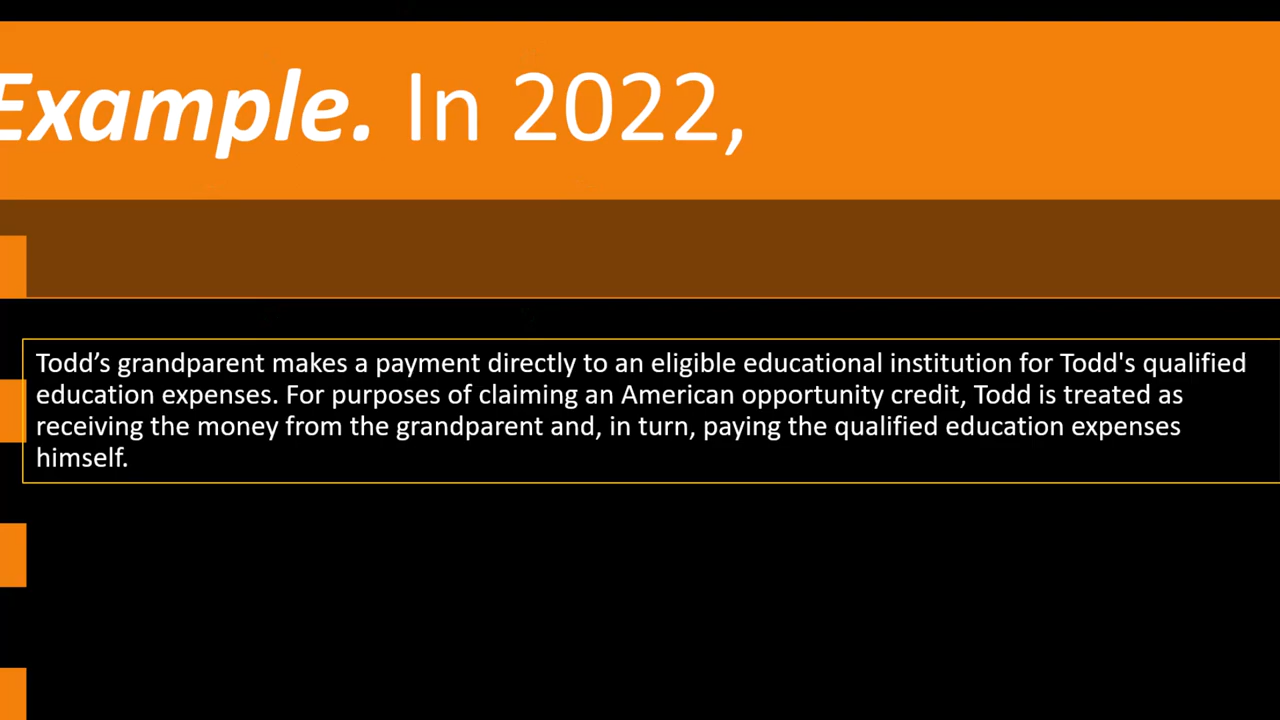 Example. In 2022,
Todd’s grandparent makes a payment directly to an eligible educational institution for Todd's qualified
education expenses. For purposes of claiming an American opportunity credit, Todd is treated as
receiving the money from the grandparent and, in turn, paying the qualified education expenses
himself.